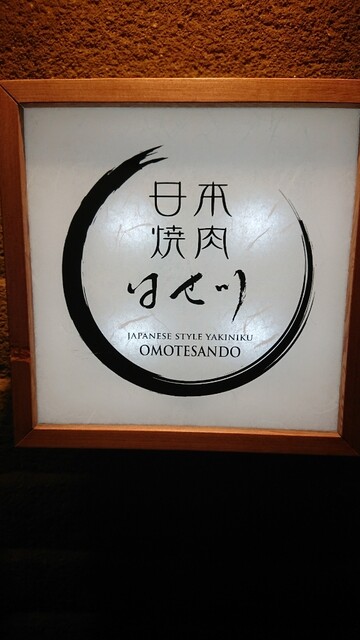 日本
焼肉
はせ川
JAPANESE STYLE YAKINIKU
OMOTESANDO